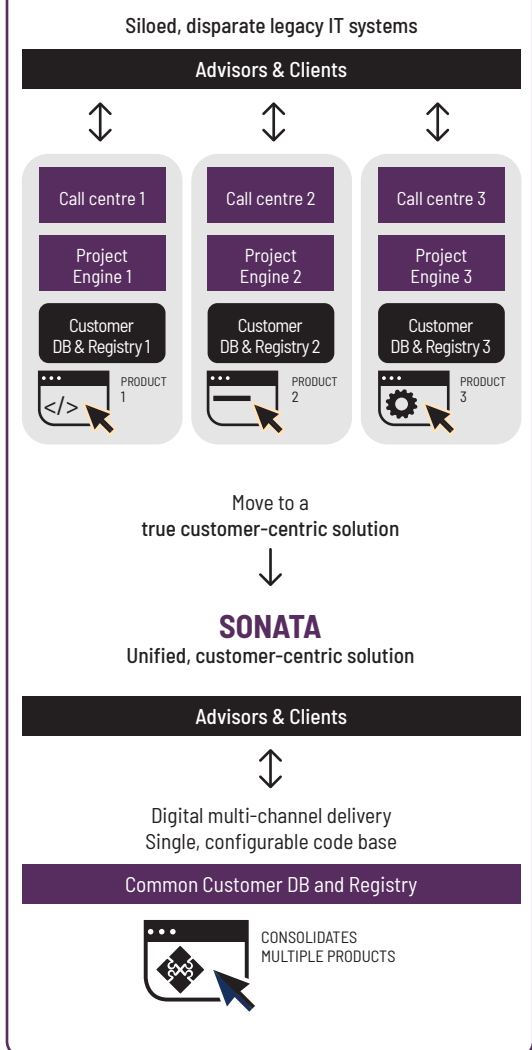 Siloed, disparate legacy IT systems
Advisors & Clients
Call centre 1
Project
Engine 1
Customer
DB & Registry 1
</>
PRODUCT
1
Call centre 2
Project
Engine 2
Customer
DB & Registry 2
PRODUCT
2
Call centre 3
Project
Engine 3
Customer
DB & Registry 3
PRODUCT
3
Move to a
true customer-centric solution
SONATA
Unified, customer-centric solution
Advisors & Clients
Digital multi-channel delivery
Single, configurable code base
Common Customer DB and Registry
CONSOLIDATES
MULTIPLE PRODUCTS